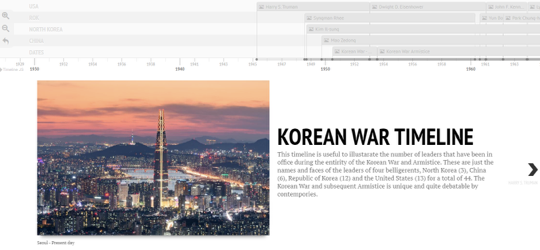 USA
ROK
NORTH KOREA
CHINA
DATES
Harry S. Truman
Dwight D. Eisenhower
John F. Kenn
Syngman Rhee
Kim Il-sung
Mao Zedong
Korean War
Korean War Armistice
1930
1940
1950
1960
KOREAN WAR TIMELINE
This timeline is useful to illustarate the number of leaders that have been in
office during the entirity of the Korean War and Armistice. These are just the
names and faces of the leaders of four belligerents, North Korea (3), China
(6), Republic of Korea (12) and the United States (13) for a total of 44. The
Korean War and subsequent Armistice is unique and quite debatable by
contempories.
Seoul - Present day